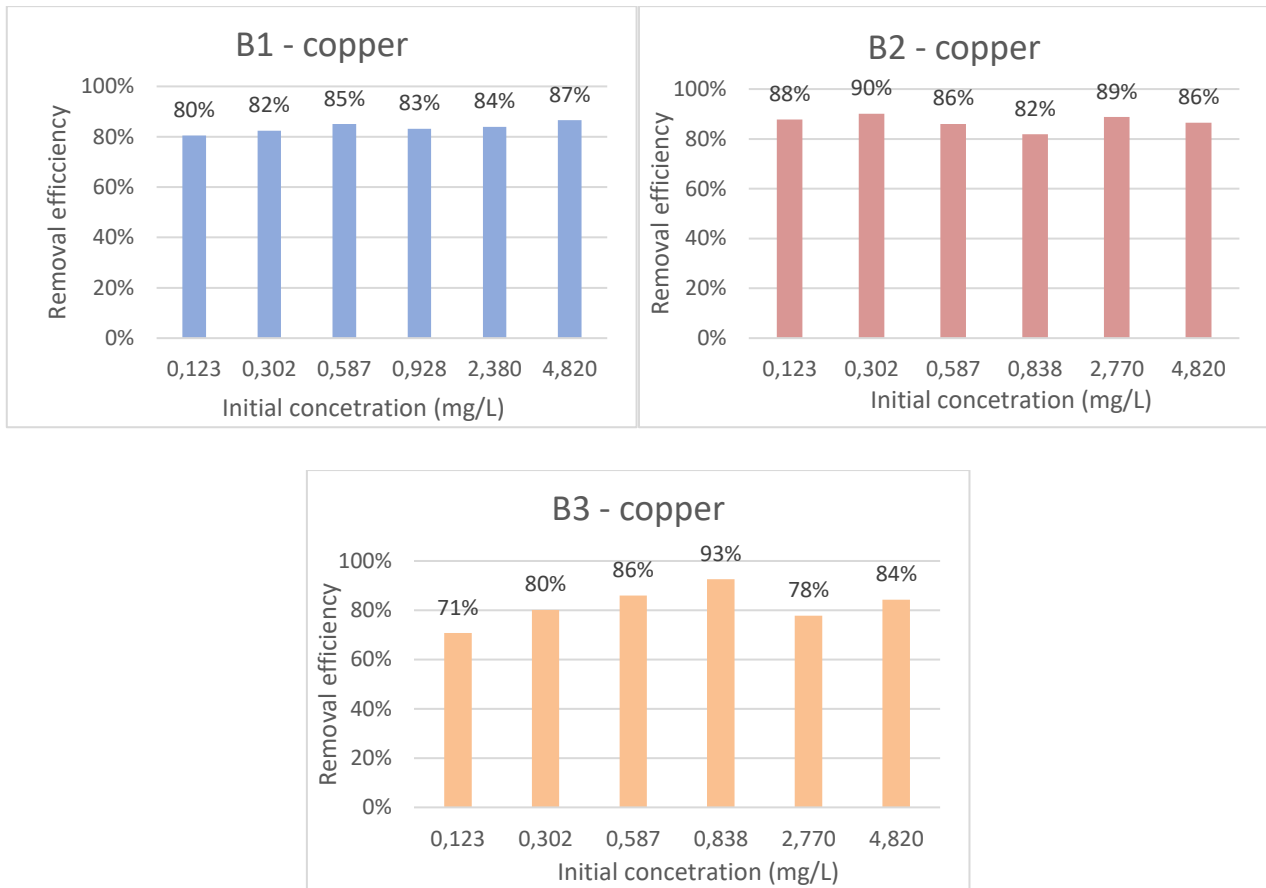 B1 - copper
Removal efficciency
100%
80%
60%
40%
20%
0%
80% 82% 85% 83% 84% 87%
0,123 0,302 0,587 0,928 2,380 4,820
Initial concetration (mg/L)
B2 - copper
Removal efficiency
100%
80%
60%
40%
20%
0%
88% 90% 86% 82% 89% 86%
0,123 0,302 0,587 0,838 2,770 4,820
Initial concetration (mg/L)
B3 - copper
Removal efficiency
100%
80%
60%
40%
20%
0%
71% 80% 86% 93% 78% 84%
0,123 0,302 0,587 0,838 2,770 4,820
Initial concetration (mg/L)